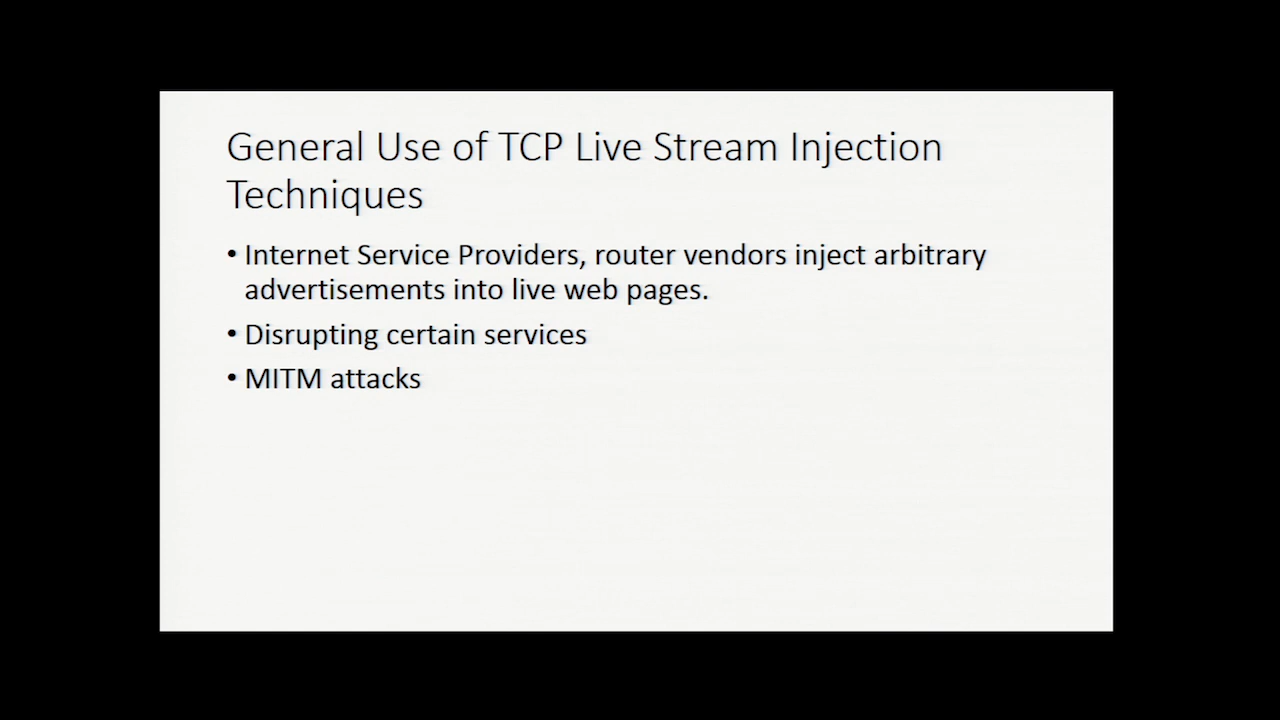 General Use of TCP Live Stream Injection
Techniques
• Internet Service Providers, router vendors inject arbitrary
advertisements into live web pages.
• Disrupting certain services
• MITM attacks